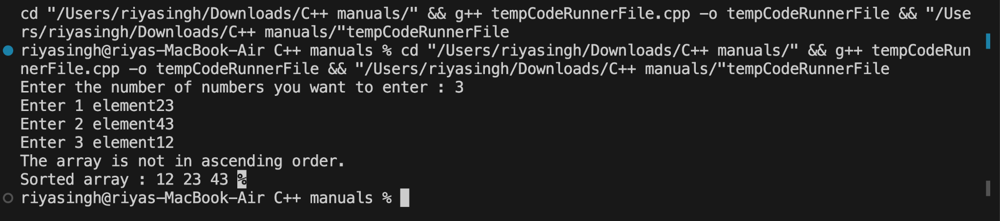 cd "/Users/riyasingh/Downloads/C++ manuals/" && g++ tempCodeRunnerFile.cpp -o tempCodeRunnerFile && "/Use
rs/riyasingh/Downloads/C++ manuals/"tempCodeRunnerFile
riyasingh@riyas-MacBook-Air C++ manuals % cd "/Users/riyasingh/Downloads/C++ manuals/" && g++ tempCodeRun
nerFile.cpp -o tempCodeRunnerFile && "/Users/riyasingh/Downloads/C++ manuals/"tempCodeRunnerFile
Enter the number of numbers you want to enter : 3
Enter 1 element23
Enter 2 element43
Enter 3 element12
The array is not in ascending order.
Sorted array : 12 23 43 %
riyasingh@riyas-MacBook-Air C++ manuals %